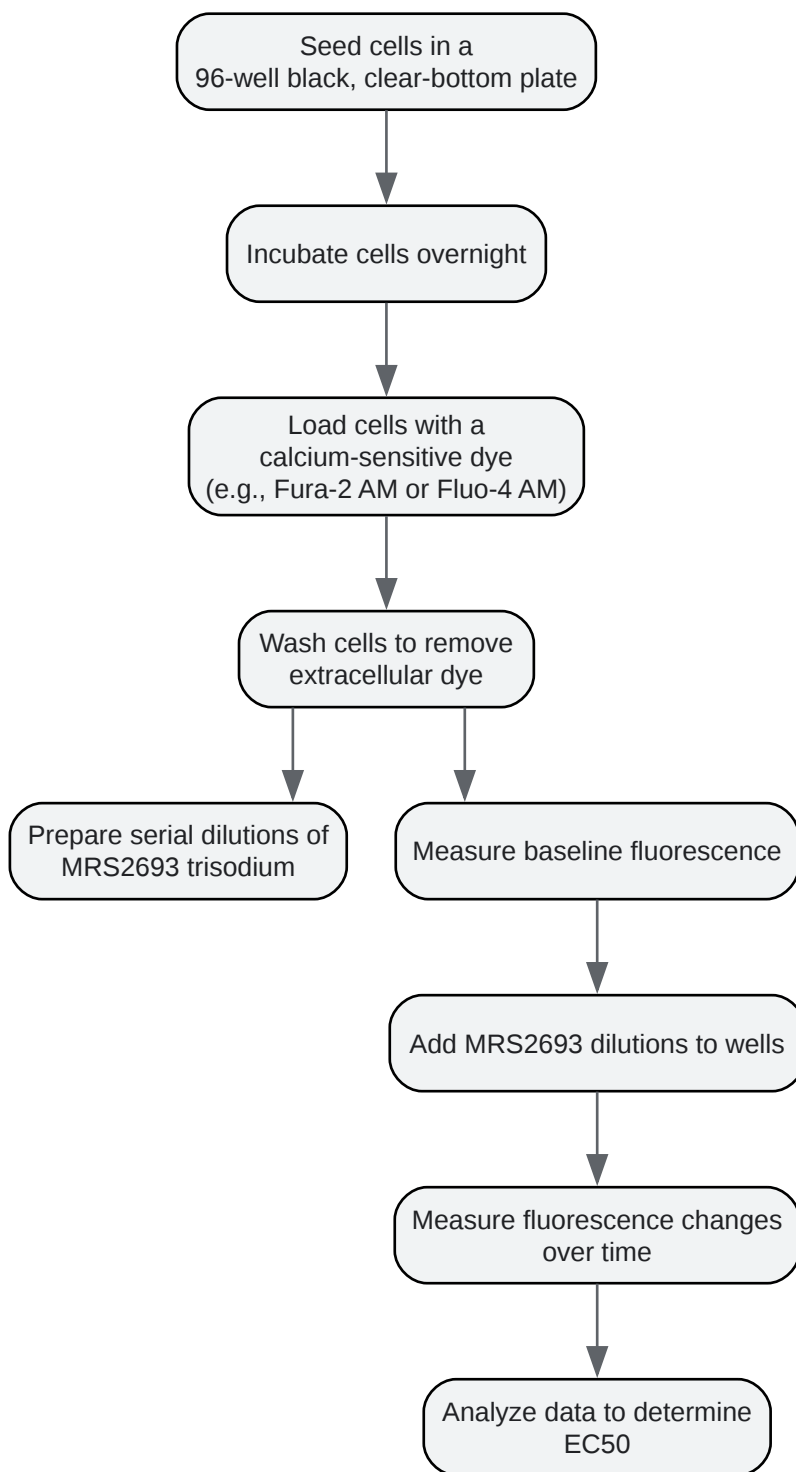 Seed cells in a
96-well black, clear-bottom plate
Incubate cells overnight
Load cells with a
calcium-sensitive dye
(e.g., Fura-2 AM or Fluo-4 AM)
Wash cells to remove
extracellular dye
Prepare serial dilutions of
MRS2693 trisodium
Measure baseline fluorescence
Add MRS2693 dilutions to wells
Measure fluorescence changes
over time
Analyze data to determine
EC50